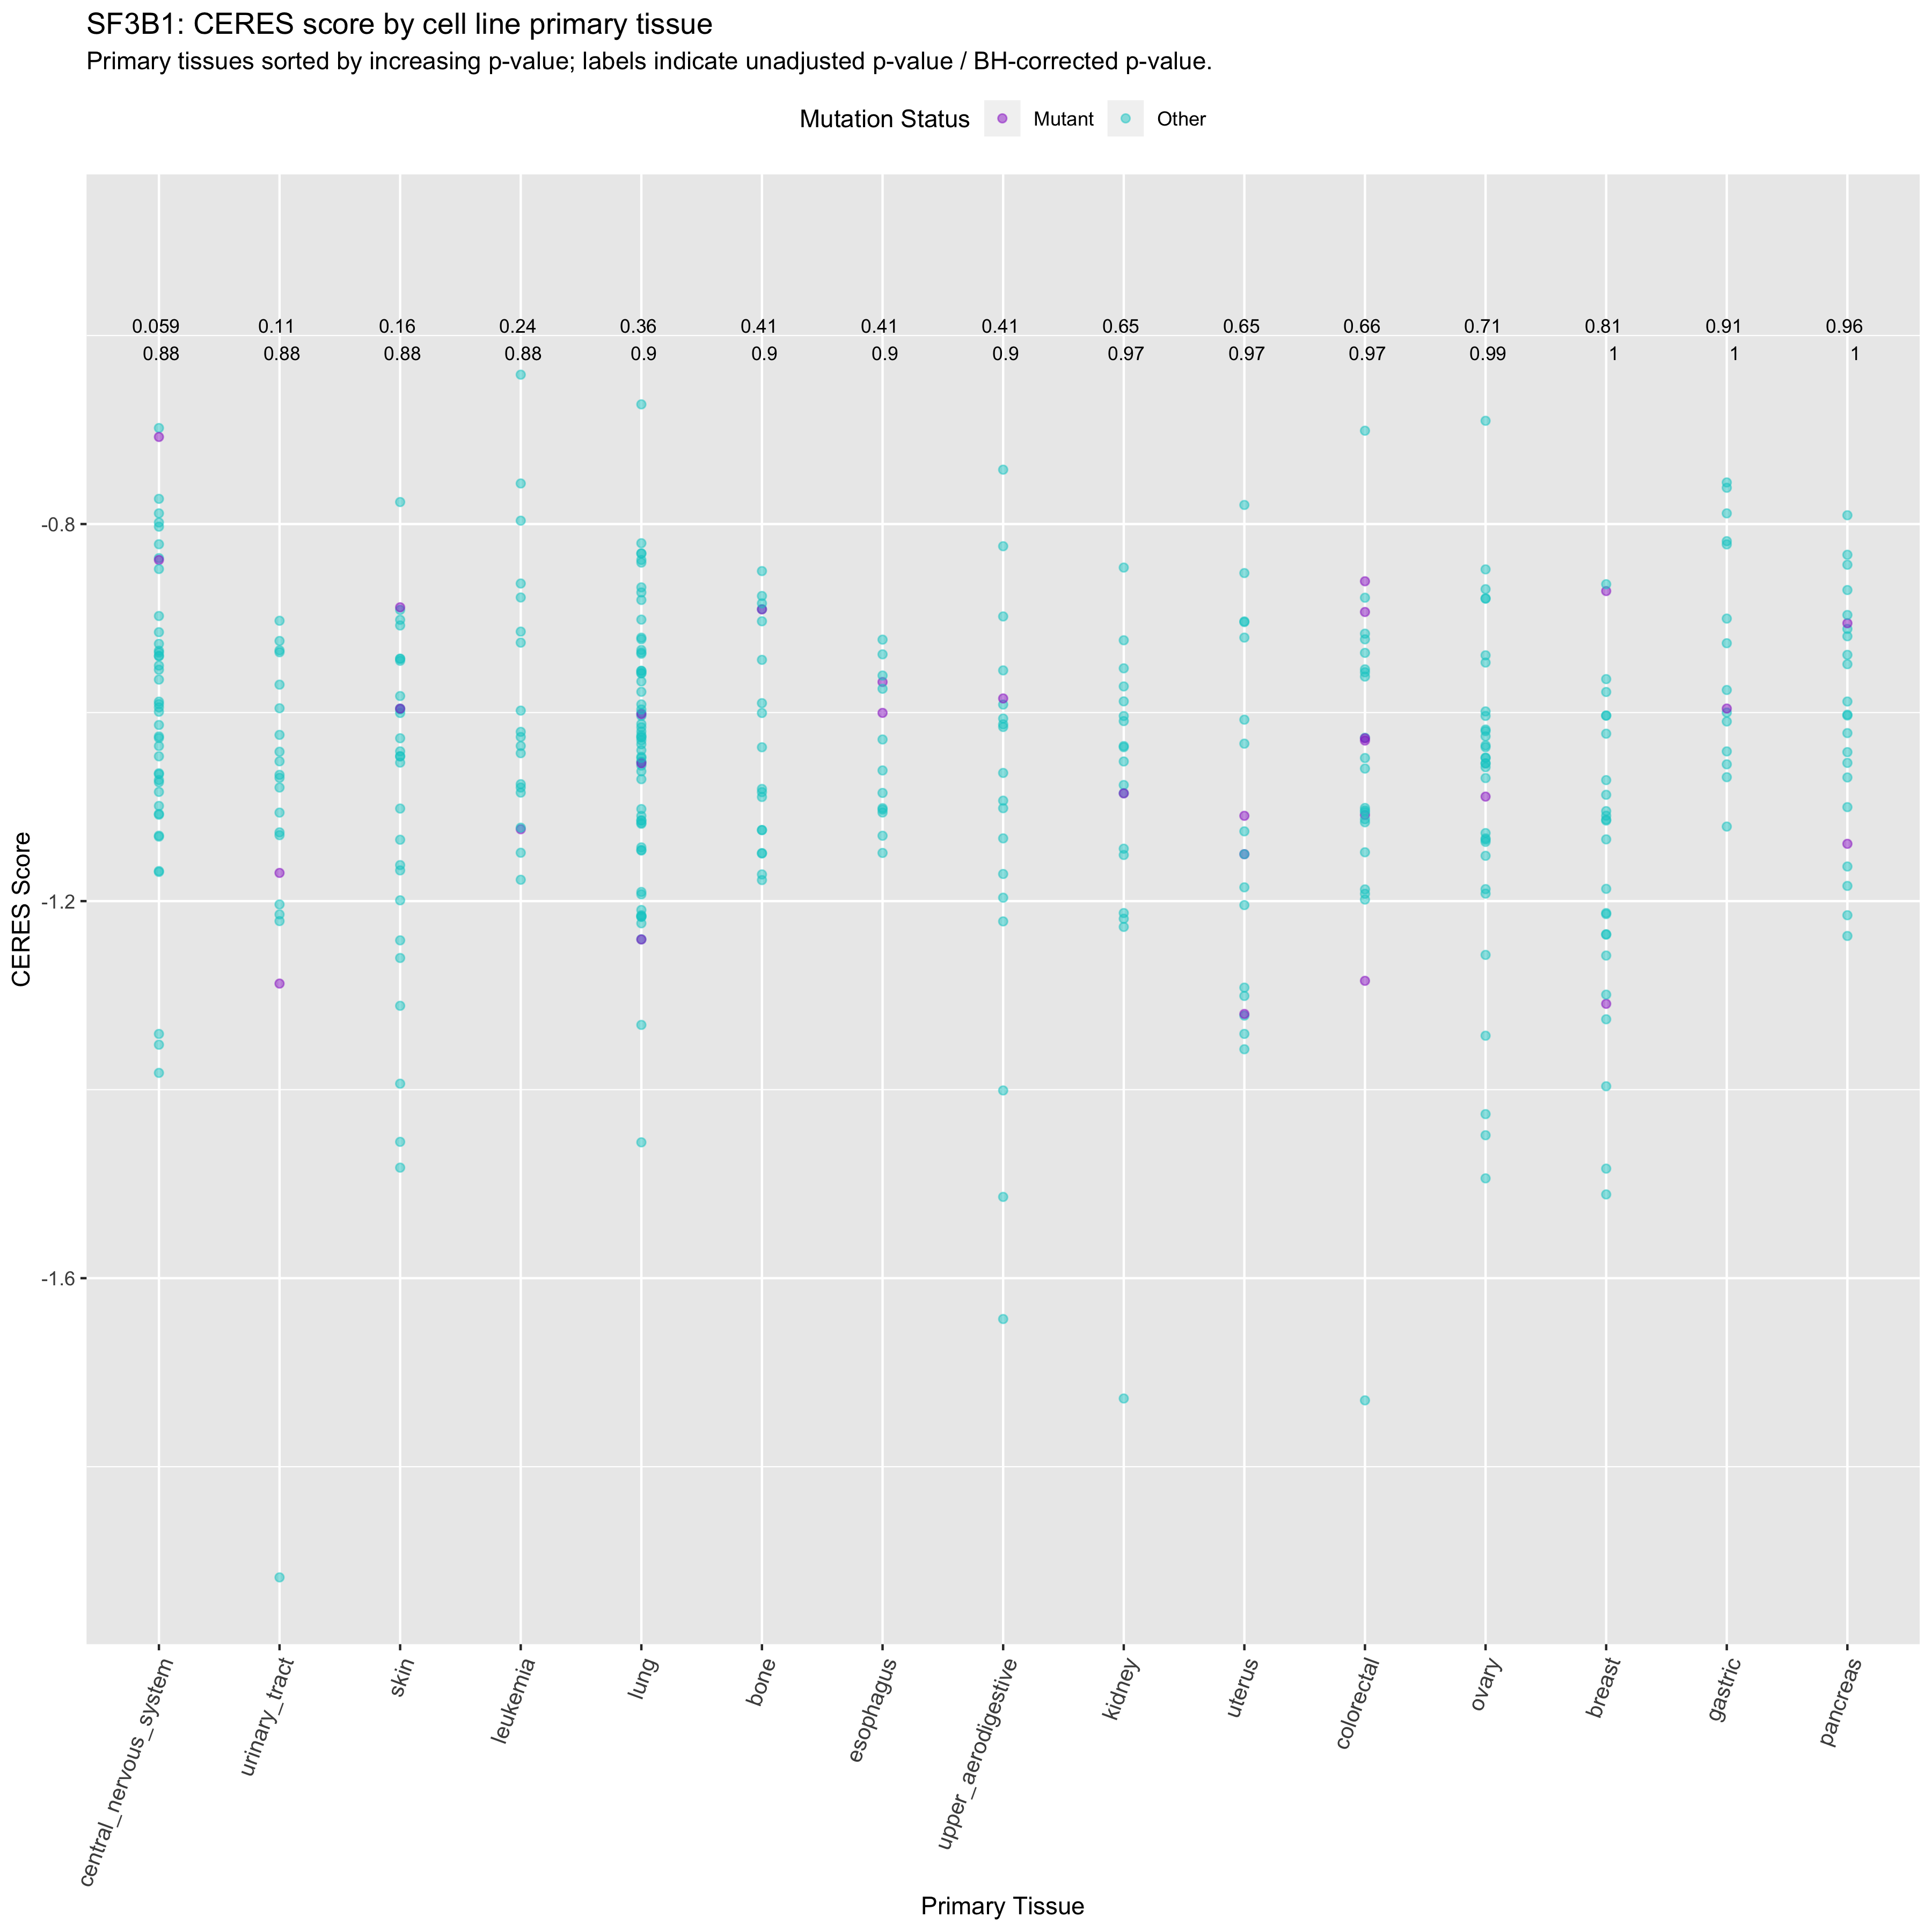 SF3B1: CERES score by cell line primary tissue
Primary tissues sorted by increasing p-value; labels indicate unadjusted p-value / BH-corrected p-value.
Mutation Status Mutant Other
0.059 0.11 0.16 0.24 0.36 0.41 0.41 0.41 0.65 0.65 0.66 0.71 0.81 0.91 0.96
0.88 0.88 0.88 0.88 0.9 0.9 0.9 0.9 0.97 0.97 0.97 0.99 1 1 1
-0.8
-1.2
-1.6
CERES Score
central_nervous_system
urinary_tract
skin
leukemia
lung
bone
esophagus
upper_aerodigestive
kidney
uterus
colorectal
ovary
breast
gastric
pancreas
Primary Tissue